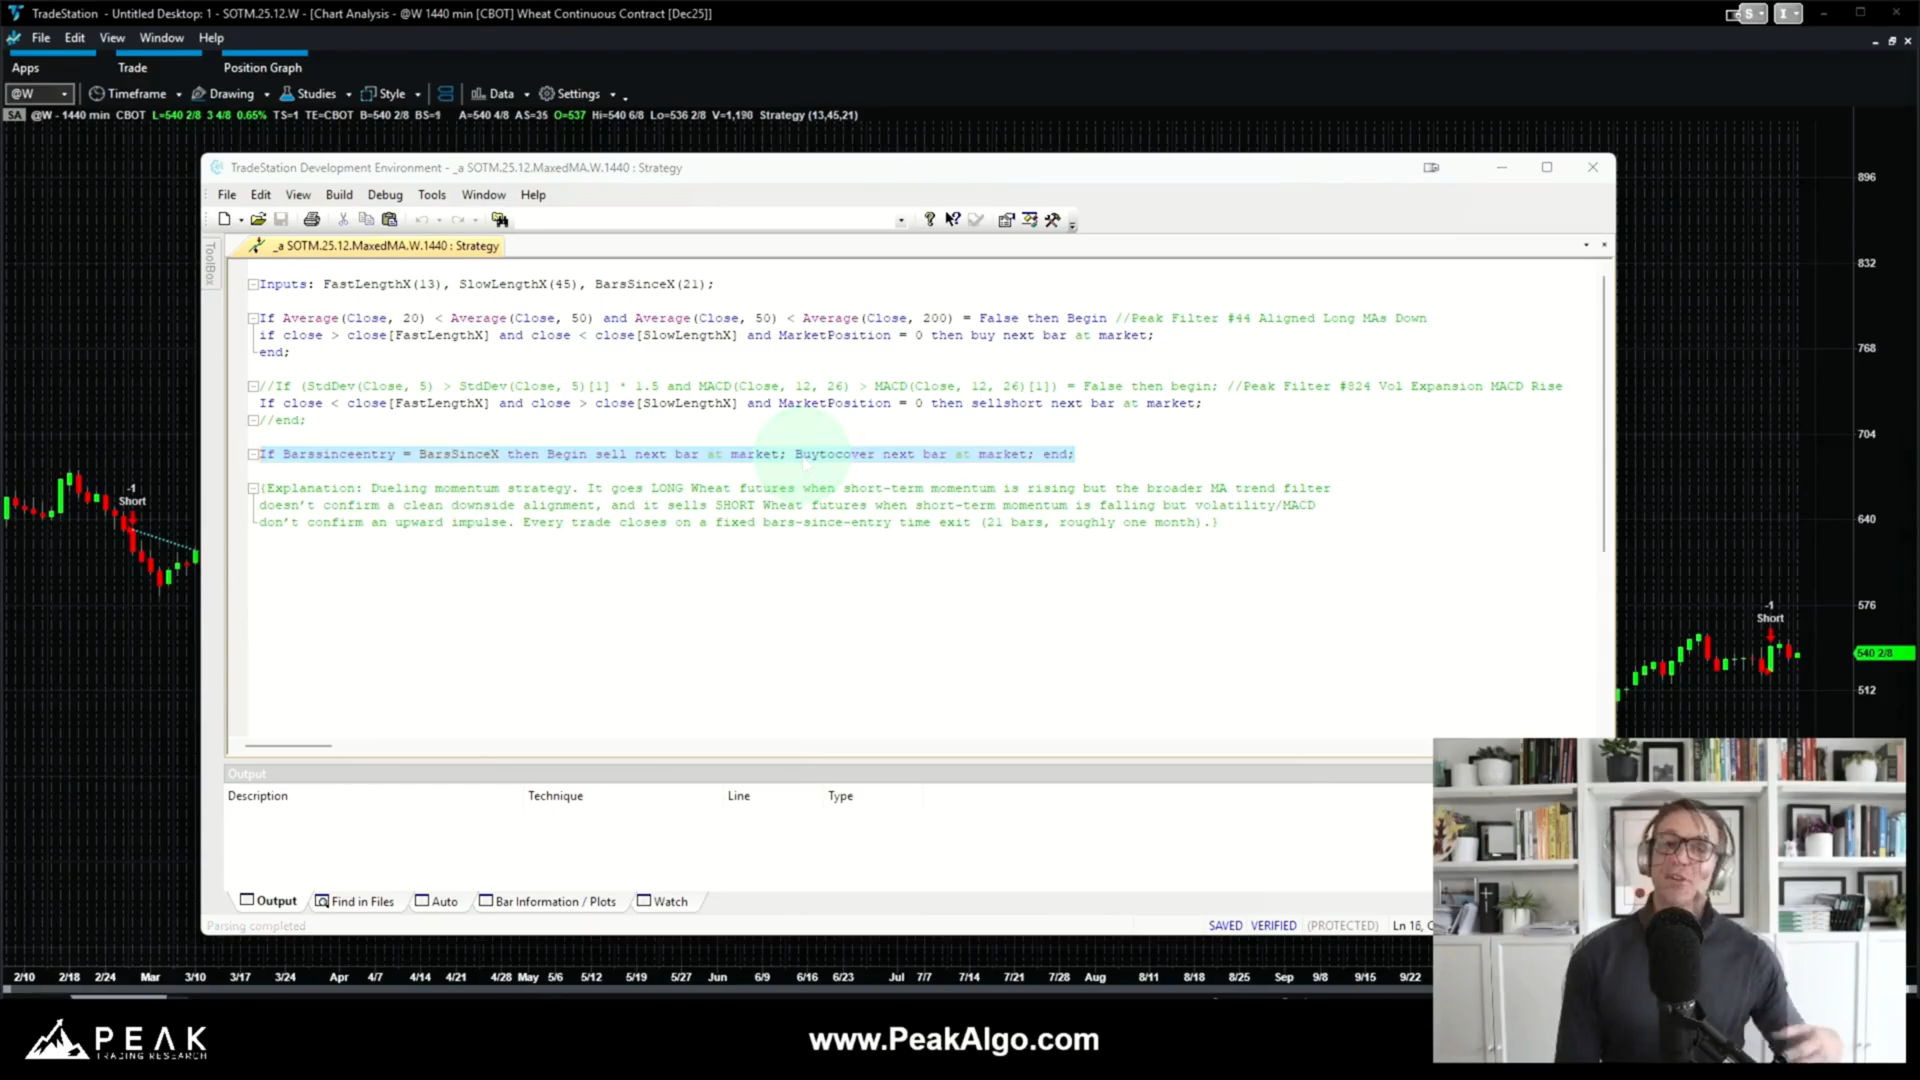 TradeStation - Untitled Desktop: 1 - SOTM.25.12.W - [Chart Analysis - @W 1440 min [CBOT] Wheat Continuous Contract [Dec25]]
S
I
File Edit View Window Help
Apps Trade Position Graph
@W Timeframe Drawing Studies Style Data Settings
SA @W - 1440 min CBOT L=540 2/8 3 4/8 0.65% TS=1 TE=CBOT B=540 2/8 BS=1 A=540 4/8 AS=35 O=537 Hi=540 6/8 Lo=536 2/8 V=1,190 Strategy (13,45,21)
TradeStation Development Environment - _a SOTM.25.12.MaxedMA.W.1440 : Strategy
File Edit View Build Debug Tools Window Help
ToolBox
_a SOTM.25.12.MaxedMA.W.1440 : Strategy
Inputs: FastLengthX(13), SlowLengthX(45), BarsSinceX(21);
If Average(Close, 20) < Average(Close, 50) and Average(Close, 50) < Average(Close, 200) = False then Begin //Peak Filter #44 Aligned Long MAs Down
if close > close[FastLengthX] and close < close[SlowLengthX] and MarketPosition = 0 then buy next bar at market;
end;
//If (StdDev(Close, 5) > StdDev(Close, 5)[1] * 1.5 and MACD(Close, 12, 26) > MACD(Close, 12, 26)[1]) = False then begin; //Peak Filter #824 Vol Expansion MACD Rise
If close < close[FastLengthX] and close > close[SlowLengthX] and MarketPosition = 0 then sellshort next bar at market;
//end;
If Barssinceentry = BarsSinceX then Begin sell next bar at market; Buytocover next bar at market; end;
{Explanation: Dueling momentum strategy. It goes LONG Wheat futures when short-term momentum is rising but the broader MA trend filter
doesn't confirm a clean downside alignment, and it sells SHORT Wheat futures when short-term momentum is falling but volatility/MACD
don't confirm an upward impulse. Every trade closes on a fixed bars-since-entry time exit (21 bars, roughly one month).}
-1
Short
-1
Short
896
832
768
704
640
576
540 2/8
512
Output
Description Technique Line Type
Output Find in Files Auto Bar Information / Plots Watch
Parsing completed SAVED VERIFIED (PROTECTED) Ln 16, C
2/10 2/18 2/24 Mar 3/10 3/17 3/24 Apr 4/7 4/14 4/21 4/28 May 5/6 5/12 5/19 5/27 Jun 6/9 6/16 6/23 Jul 7/7 7/14 7/21 7/28 Aug 8/11 8/18 8/25 Sep 9/8 9/15 9/22
PEAK
TRADING RESEARCH
www.PeakAlgo.com